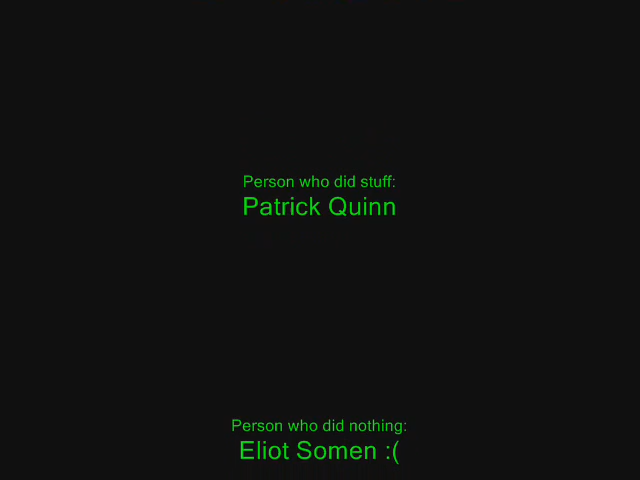 Person who did stuff:
Patrick Quinn
Person who did nothing:
Eliot Somen :(